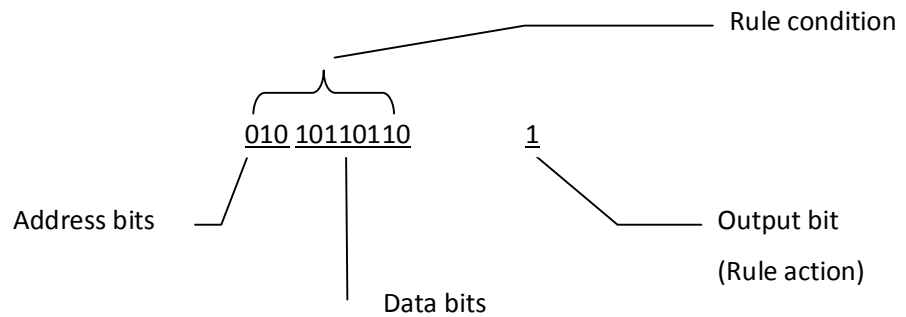 Rule condition
010 10110110 1
Address bits
Output bit
(Rule action)
Data bits